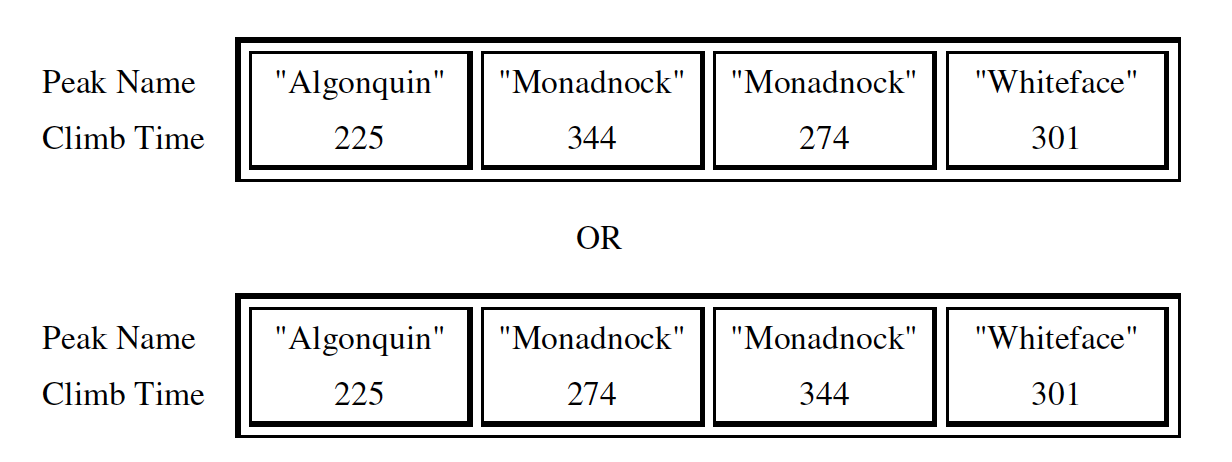 Peak Name "Algonquin" "Monadnock" "Monadnock" "Whiteface"
Climb Time 225 344 274 301
OR
Peak Name "Algonquin" "Monadnock" "Monadnock" "Whiteface"
Climb Time 225 274 344 301